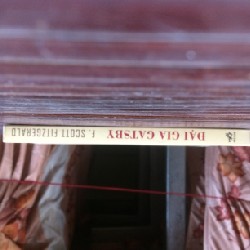 F. SCOTT FITZGERALD
ĐẠI GIA GATSBY